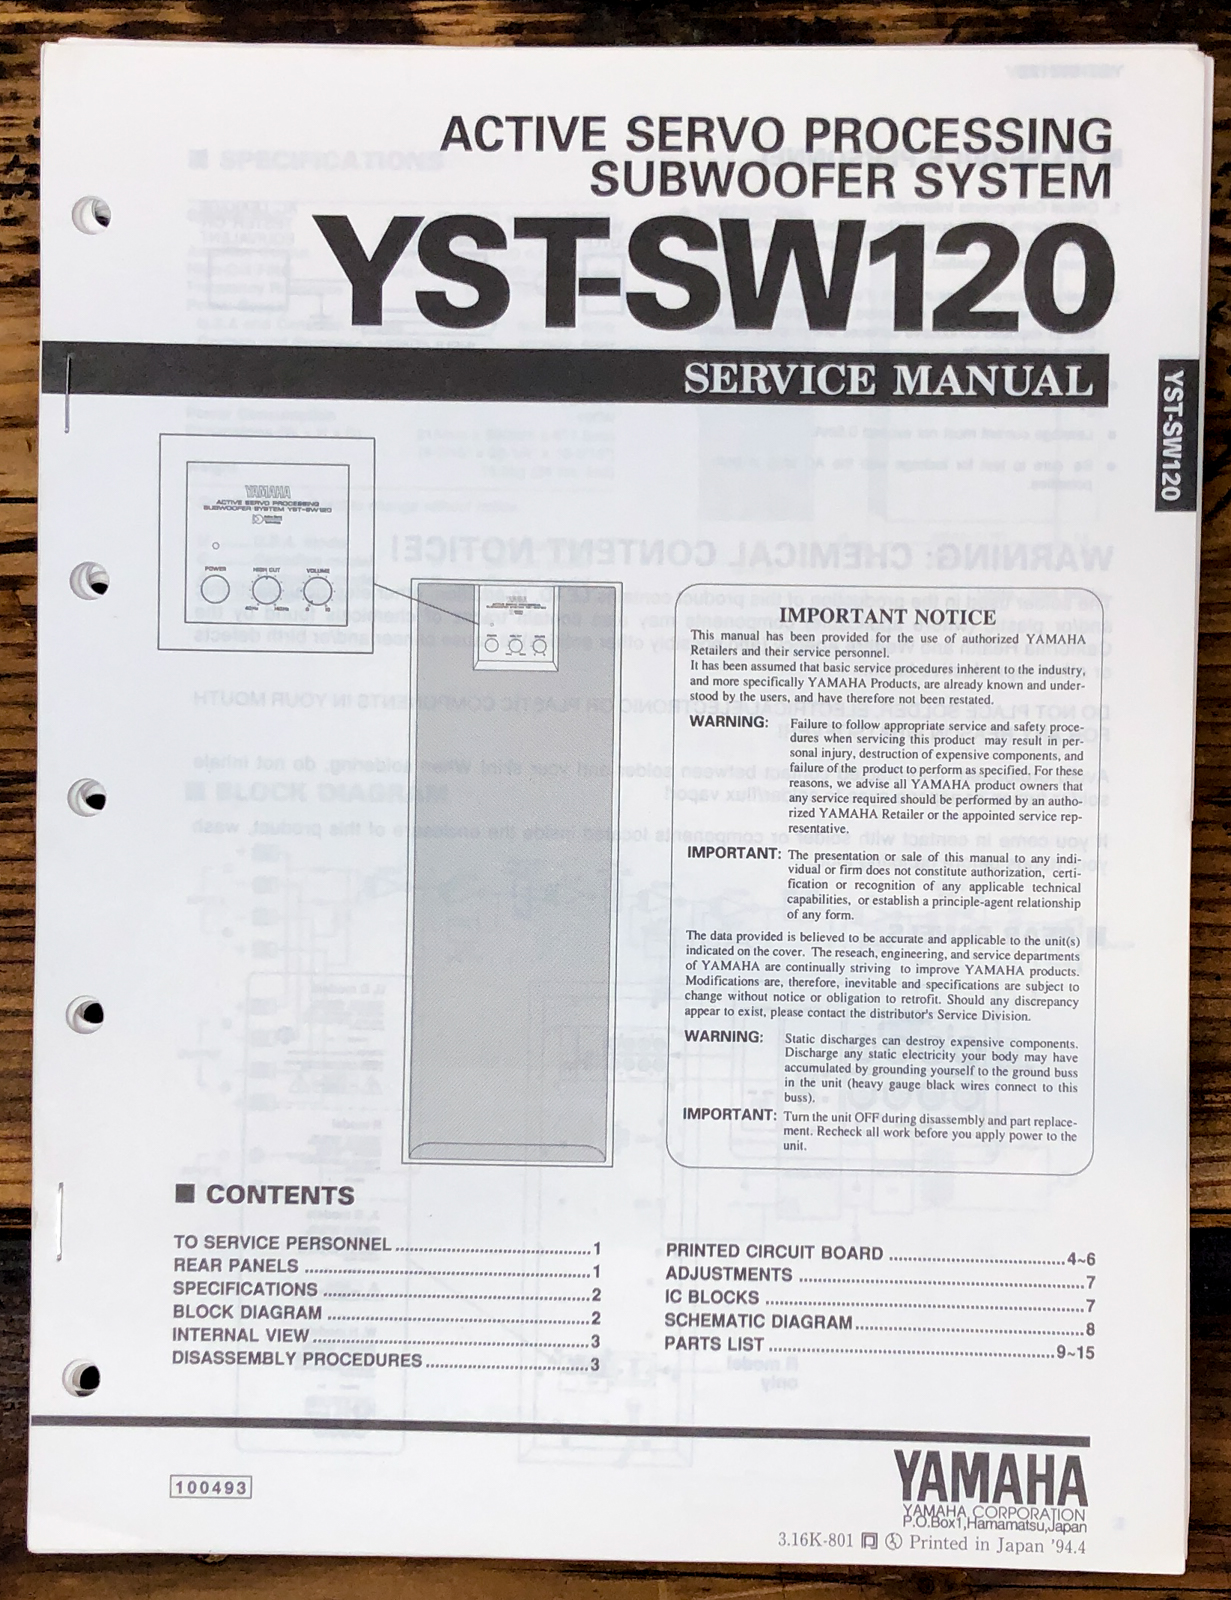 ACTIVE SERVO PROCESSING
SUBWOOFER SYSTEM
YST-SW120
SERVICE MANUAL
YST-SW120
YAMAHA
ACTIVE SERVO PROCESSING
SUBWOOFER SYSTEM YST-SW120
POWER
HIGH CUT
VOLUME
IMPORTANT NOTICE
This manual has been provided for the use of authorized YAMAHA
Retailers and their service personnel.
It has been assumed that basic service procedures inherent to the industry,
and more specifically YAMAHA Products, are already known and under-
stood by the users, and have therefore not been restated.
WARNING: Failure to follow appropriate service and safety proce-
dures when servicing this product may result in per-
sonal injury, destruction of expensive components, and
failure of the product to perform as specified. For these
reasons, we advise all YAMAHA product owners that
any service required should be performed by an autho-
rized YAMAHA Retailer or the appointed service rep-
resentative.
IMPORTANT: The presentation or sale of this manual to any indi-
vidual or firm does not constitute authorization, certi-
fication or recognition of any applicable technical
capabilities, or establish a principle-agent relationship
of any form.
The data provided is believed to be accurate and applicable to the unit(s)
indicated on the cover. The reseach, engineering, and service departments
of YAMAHA are continually striving to improve YAMAHA products.
Modifications are, therefore, inevitable and specifications are subject to
change without notice or obligation to retrofit. Should any discrepancy
appear to exist, please contact the distributor's Service Division.
WARNING: Static discharges can destroy expensive components.
Discharge any static electricity your body may have
accumulated by grounding yourself to the ground buss
in the unit (heavy gauge black wires connect to this
buss).
IMPORTANT: Turn the unit OFF during disassembly and part replace-
ment. Recheck all work before you apply power to the
unit.
■ CONTENTS
TO SERVICE PERSONNEL ..... 1
REAR PANELS ..... 1
SPECIFICATIONS ..... 2
BLOCK DIAGRAM ..... 2
INTERNAL VIEW ..... 3
DISASSEMBLY PROCEDURES ..... 3
PRINTED CIRCUIT BOARD ..... 4~6
ADJUSTMENTS ..... 7
IC BLOCKS ..... 7
SCHEMATIC DIAGRAM ..... 8
PARTS LIST ..... 9~15
100493
YAMAHA
YAMAHA CORPORATION
P.O.Box1,Hamamatsu,Japan
3.16K-801 Printed in Japan '94.4